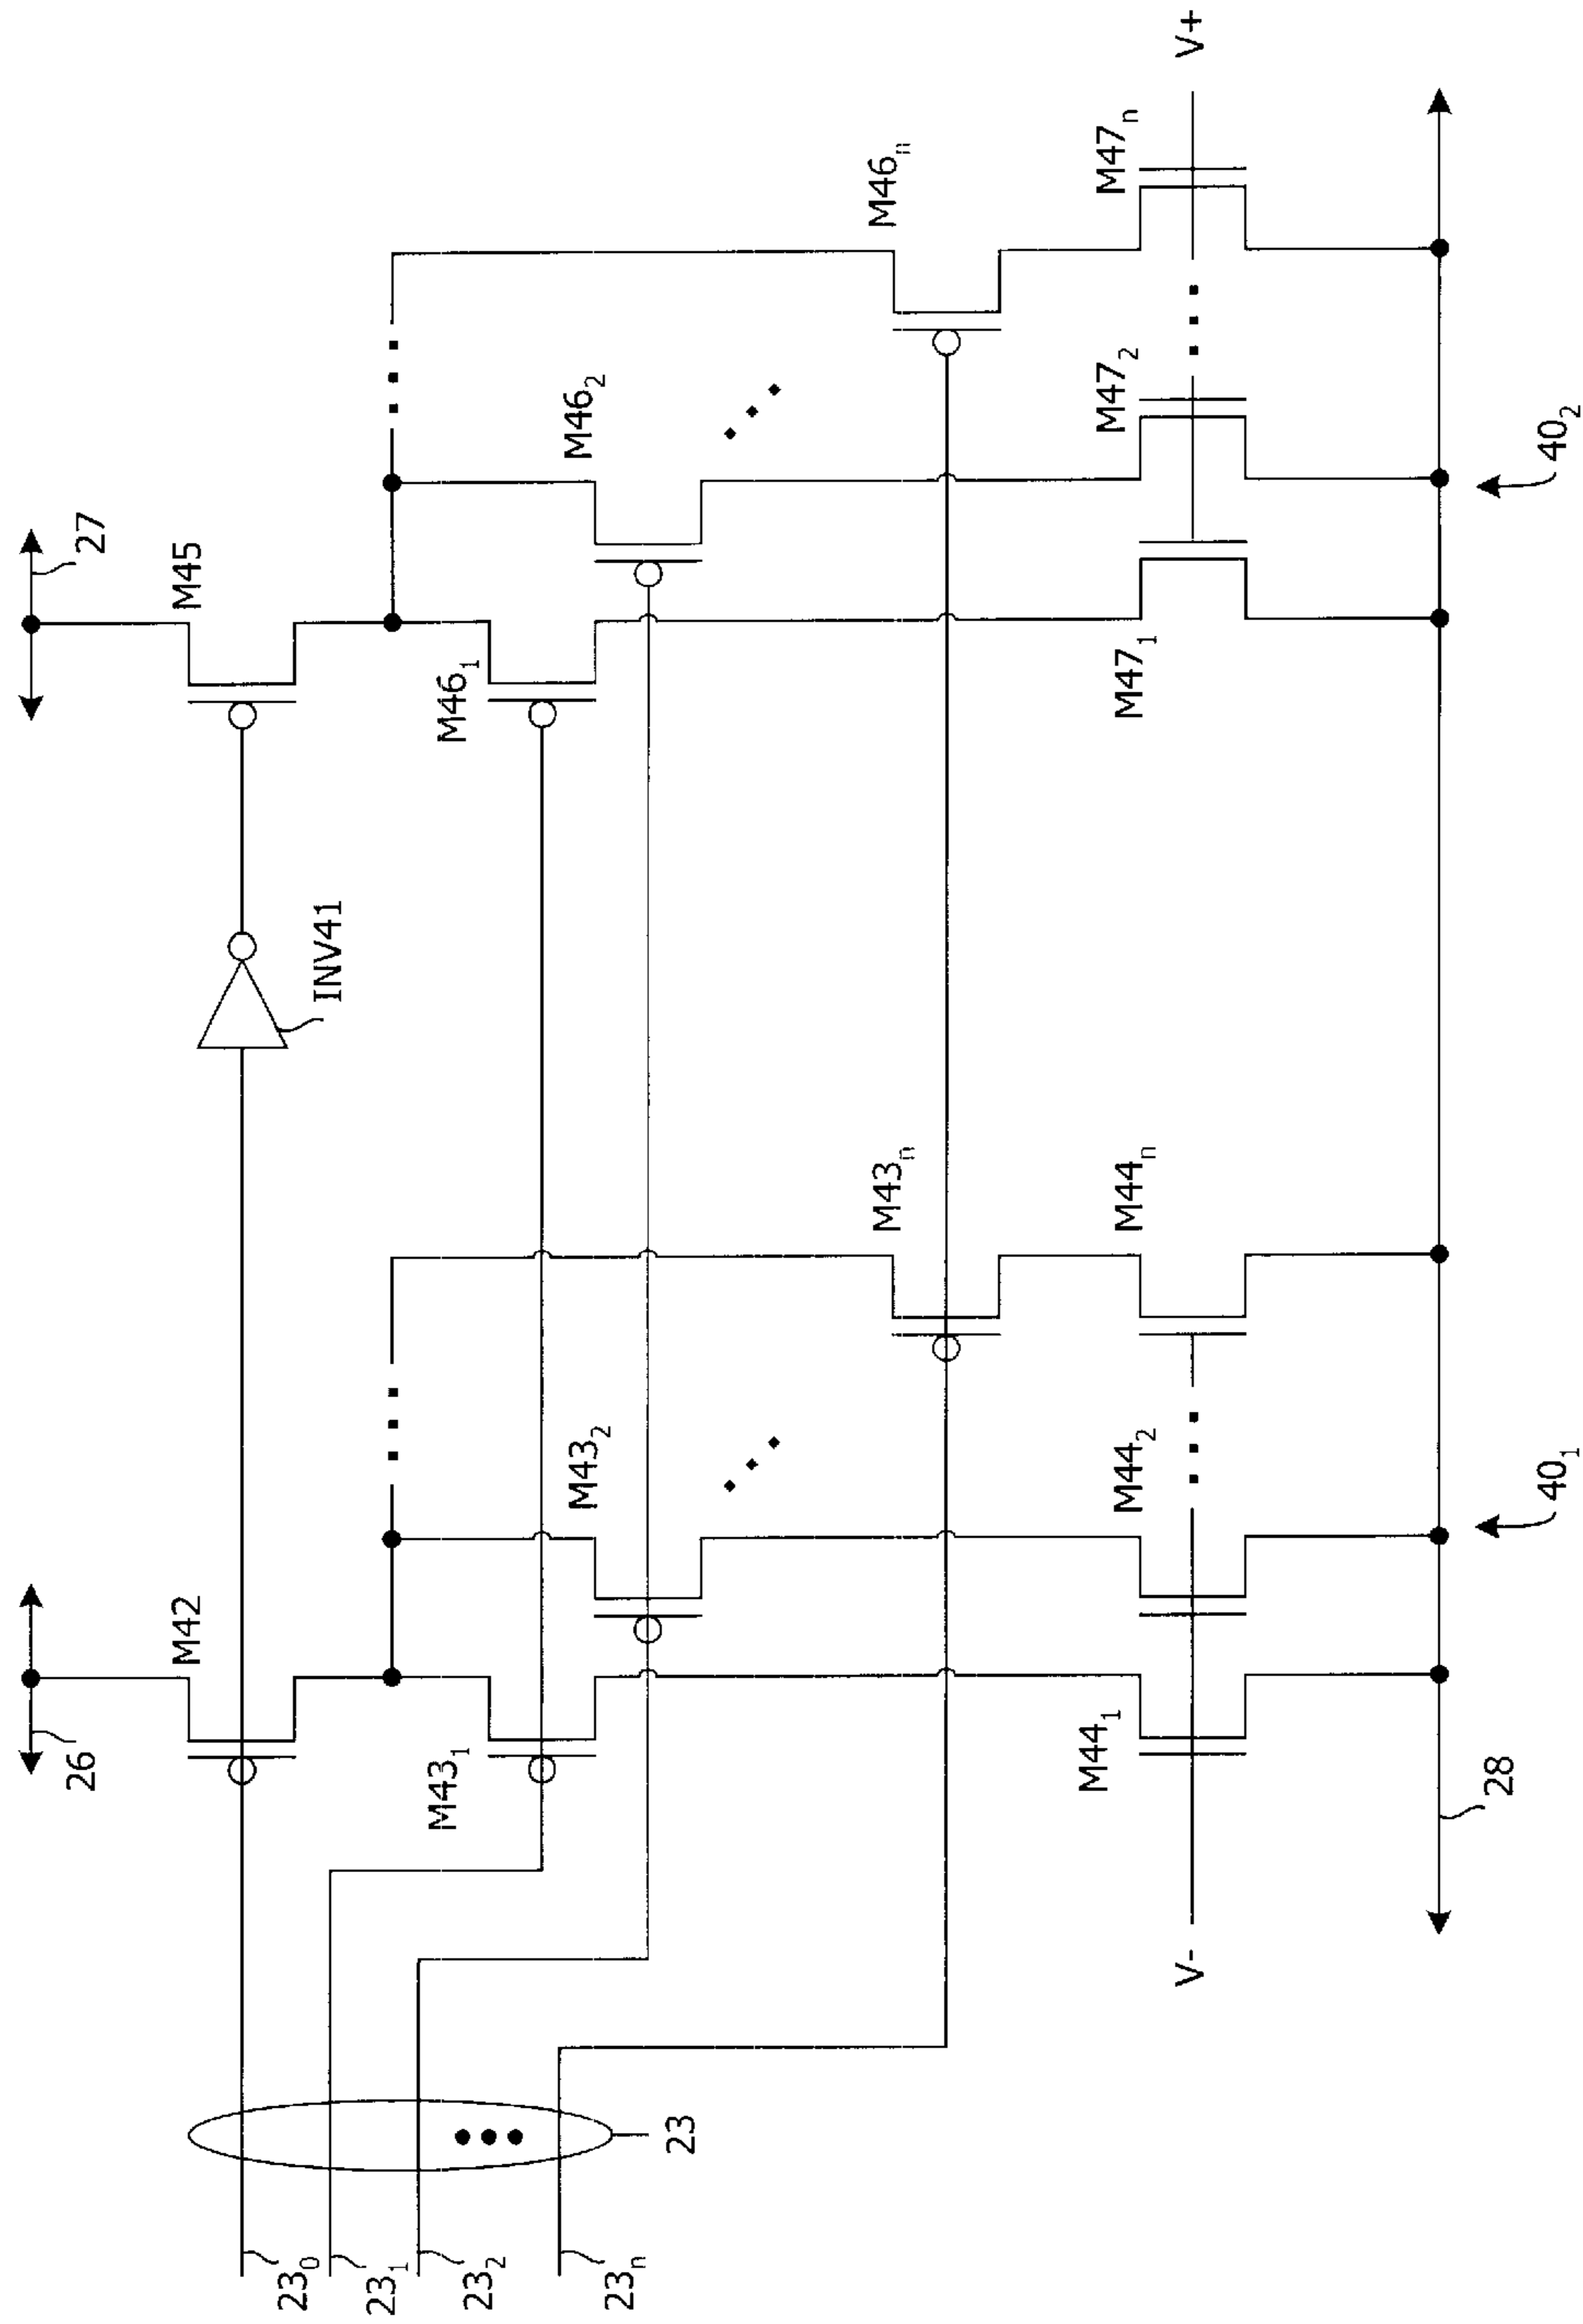 26
27
M42
M45
INV41
23₀
23₁
23₂
23ₙ
23
M43₁
M43₂
M43ₙ
M46₁
M46₂
M46ₙ
M44₁
M44₂
M44ₙ
M47₁
M47₂
M47ₙ
V-
V+
28
40₁
40₂